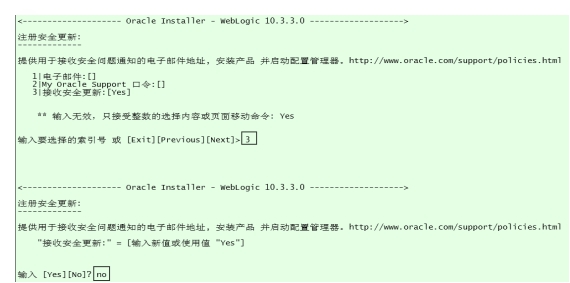 <------------------- Oracle Installer - WebLogic 10.3.3.0 ------------------>
注册安全更新:
-------------
提供用于接收安全问题通知的电子邮件地址，安装产品 并启动配置管理器。http://www.oracle.com/support/policies.html
1|电子邮件:[]
2|My Oracle Support 口令:[]
3|接收安全更新:[Yes]
** 输入无效，只接受整数的选择内容或页面移动命令: Yes
输入要选择的索引号 或 [Exit][Previous][Next]> 3
<------------------- Oracle Installer - WebLogic 10.3.3.0 ------------------>
注册安全更新:
-------------
提供用于接收安全问题通知的电子邮件地址，安装产品 并启动配置管理器。http://www.oracle.com/support/policies.html
"接收安全更新:" = [输入新值或使用值 "Yes"]
输入 [Yes][No]? no